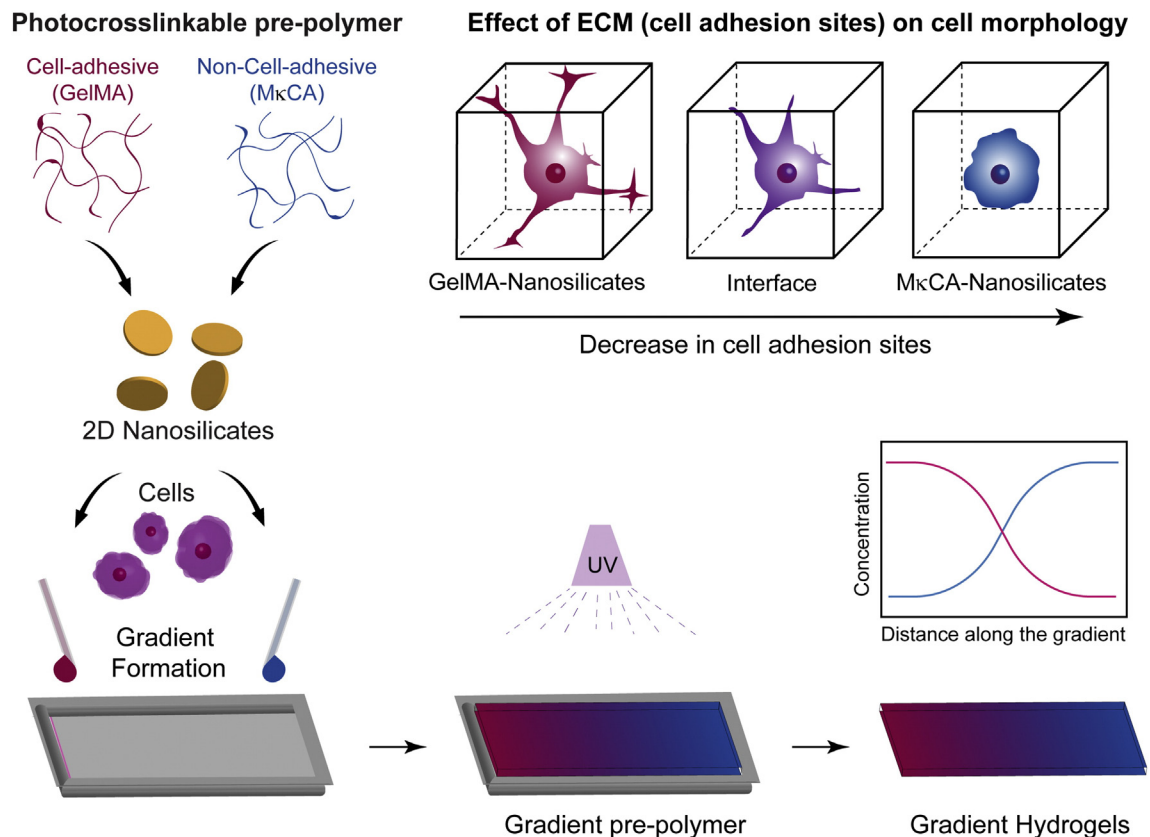 Photocrosslinkable pre-polymer
Cell-adhesive
(GelMA)
Non-Cell-adhesive
(MκCA)
2D Nanosilicates
Cells
Gradient
Formation
Effect of ECM (cell adhesion sites) on cell morphology
GelMA-Nanosilicates
Interface
MκCA-Nanosilicates
Decrease in cell adhesion sites
UV
Concentration
Distance along the gradient
Gradient pre-polymer
Gradient Hydrogels